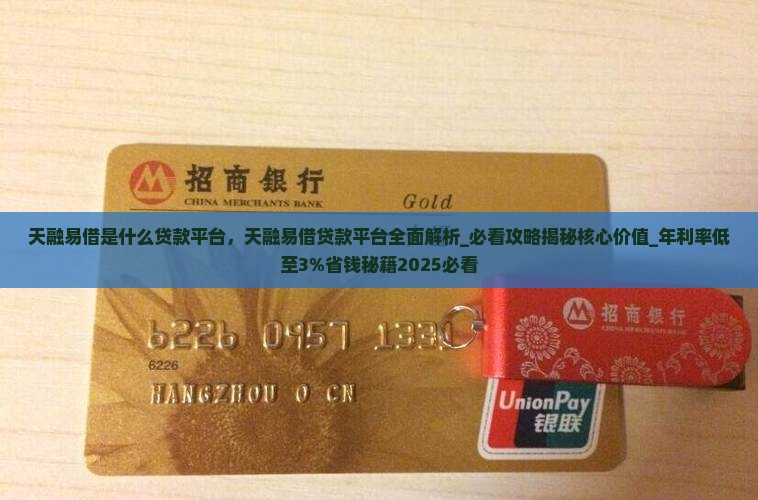 招商银行
CHINA MERCHANTS BANK
Gold
天融易借是什么贷款平台，天融易借贷款平台全面解析_必看攻略揭秘核心价值_年利率低
至3%省钱秘籍2025必看
招商银行
CHINA MERCHANTS BANK
6226 0957 1331
6226
HANGZHOU O CN
UnionPay
银联